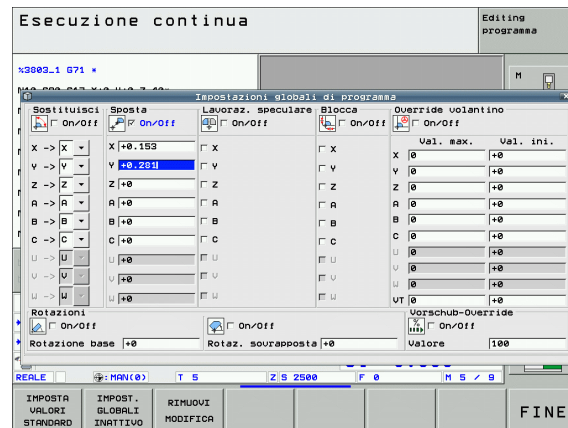 Esecuzione continua
Editing
programma
%3803_1 G71 *
M
Impostazioni globali di programma
Sostituisci Sposta Lavoraz. speculare Blocca Override volantino
On/Off On/Off On/Off On/Off On/Off
Val. max. Val. ini.
X -> X X +0.153 X X X 0 +0
Y -> Y Y +0.281 Y Y Y 0 +0
Z -> Z Z +0 Z Z Z 0 +0
A -> A A +0 A A A 0 +0
B -> B B +0 B B B 0 +0
C -> C C +0 C C C 0 +0
U -> U U +0 U U U 0 +0
V -> V V +0 V V V 0 +0
W -> W W +0 W W W 0 +0
VT 0 +0
Rotazioni Vorschub-Override
On/Off On/Off On/Off
Rotazione base +0 Rotaz. sovrapposta +0 Valore 100
REALE :MAN(0) T 5 Z S 2500 F 0 M 5 / 9
IMPOSTA
VALORI
STANDARD
IMPOST.
GLOBALI
INATTIVO
RIMUOVI
MODIFICA
FINE